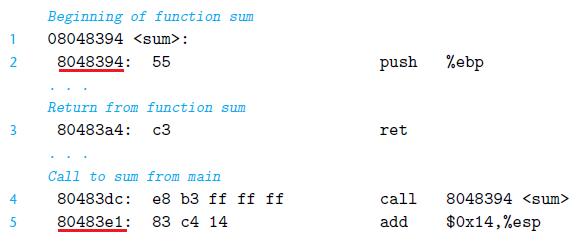 Beginning of function sum
1 08048394 <sum>:
2 8048394: 55 push %ebp
. . .
Return from function sum
3 80483a4: c3 ret
. . .
Call to sum from main
4 80483dc: e8 b3 ff ff ff call 8048394 <sum>
5 80483e1: 83 c4 14 add $0x14,%esp